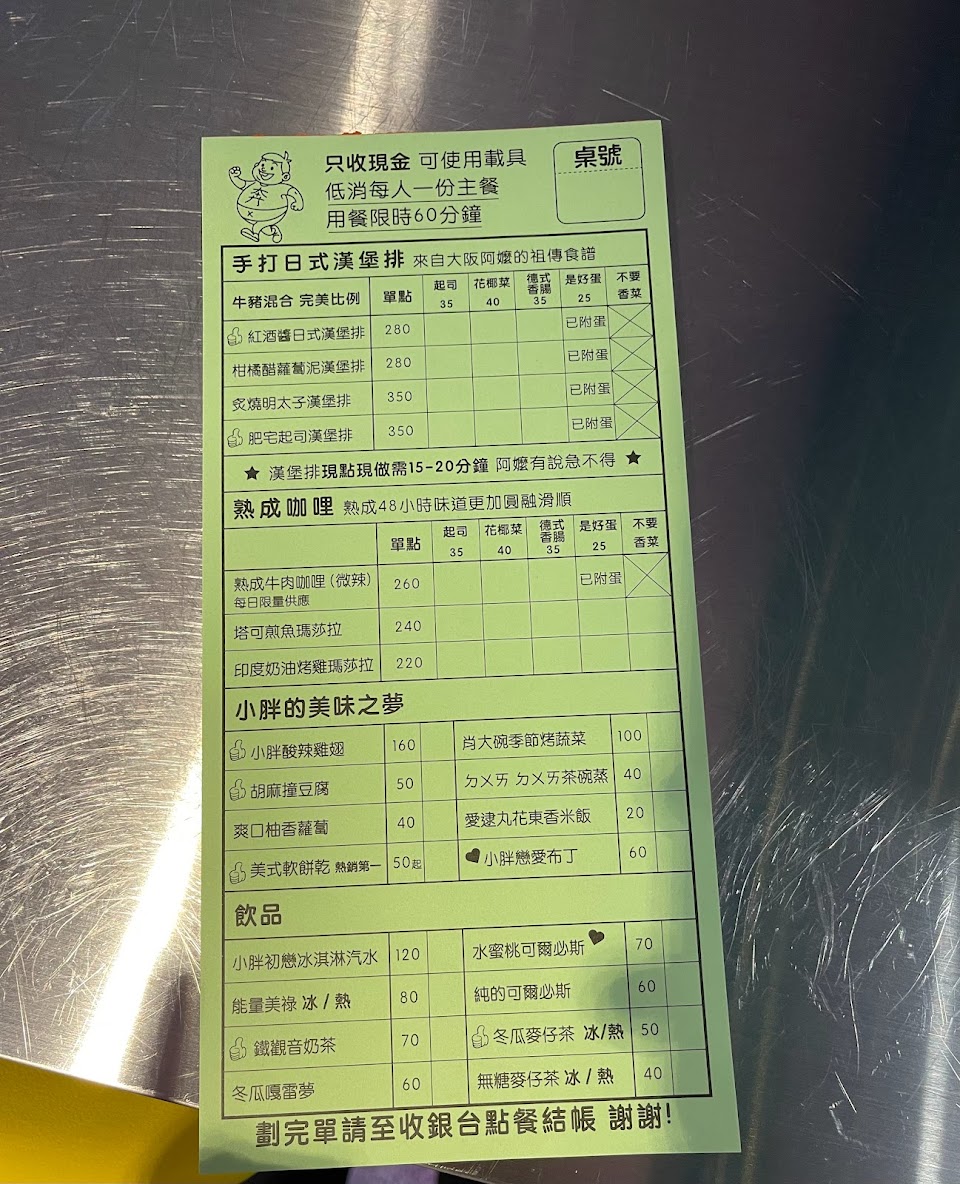 只收現金 可使用載具
低消每人一份主餐
用餐限時60分鐘
桌號
手打日式漢堡排 來自大阪阿嬤的祖傳食譜
牛豬混合 完美比例 單點 起司 35 花椰菜 40 德式香腸 35 是好蛋 25 不要香菜
紅酒醬日式漢堡排 280 已附蛋
柑橘醋蘿蔔泥漢堡排 280 已附蛋
炙燒明太子漢堡排 350 已附蛋
肥宅起司漢堡排 350 已附蛋
★ 漢堡排現點現做需15-20分鐘 阿嬤有說急不得 ★
熟成咖哩 熟成48小時味道更加圓融滑順
單點 起司 35 花椰菜 40 德式香腸 35 是好蛋 25 不要香菜
熟成牛肉咖哩(微辣) 260 已附蛋
每日限量供應
塔可煎魚瑪莎拉 240
印度奶油烤雞瑪莎拉 220
小胖的美味之夢
小胖酸辣雞翅 160 肖大碗季節烤蔬菜 100
胡麻撞豆腐 50 ㄉㄨㄞ ㄉㄨㄞ茶碗蒸 40
爽口柚香蘿蔔 40 愛逮丸花東香米飯 20
美式軟餅乾 熱銷第一 50起 小胖戀愛布丁 60
飲品
小胖初戀冰淇淋汽水 120 水蜜桃可爾必斯 70
能量美祿 冰 / 熱 80 純的可爾必斯 60
鐵觀音奶茶 70 冬瓜麥仔茶 冰/熱 50
冬瓜嘎雷夢 60 無糖麥仔茶 冰 / 熱 40
劃完單請至收銀台點餐結帳 謝謝!